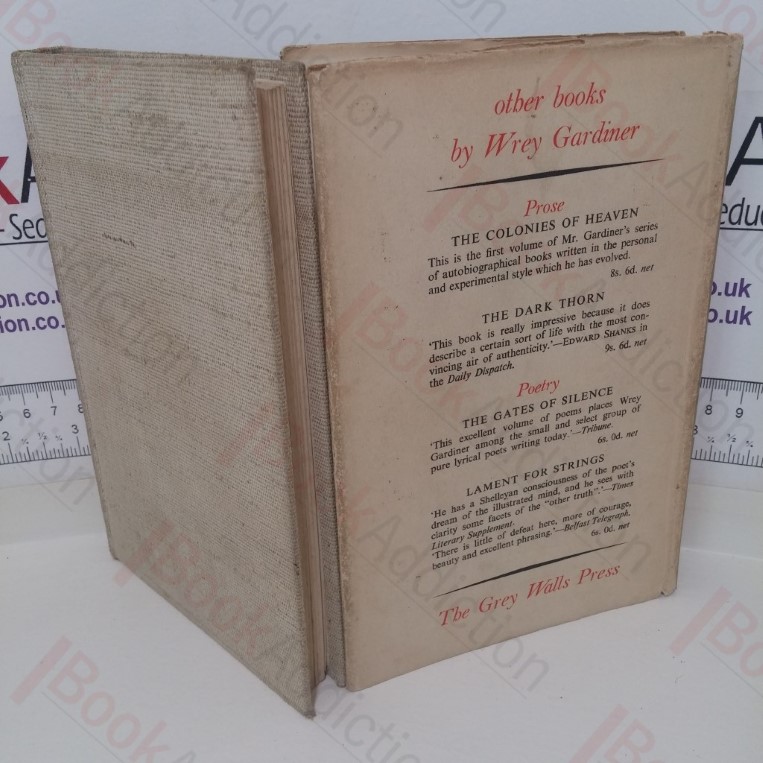 other books
by Wrey Gardiner
Prose
THE COLONIES OF HEAVEN
This is the first volume of Mr. Gardiner's series
of autobiographical books written in the personal
and experimental style which he has evolved.
8s. 6d. net
THE DARK THORN
'This book is really impressive because it does
describe a certain sort of life with the most con-
vincing air of authenticity.'—EDWARD SHANKS in
the Daily Dispatch.
9s. 6d. net
Poetry
THE GATES OF SILENCE
'This excellent volume of poems places Wrey
Gardiner among the small and select group of
pure lyrical poets writing today.'—Tribune.
6s. 0d. net
LAMENT FOR STRINGS
'He has a Shelleyan consciousness of the poet's
dream of the illustrated mind, and he sees with
clarity some facets of the "other truth".'—Times
Literary Supplement.
'There is little of defeat here, more of courage,
beauty and excellent phrasing.'—Belfast Telegraph.
6s. 0d. net
The Grey Walls Press
BookAddiction